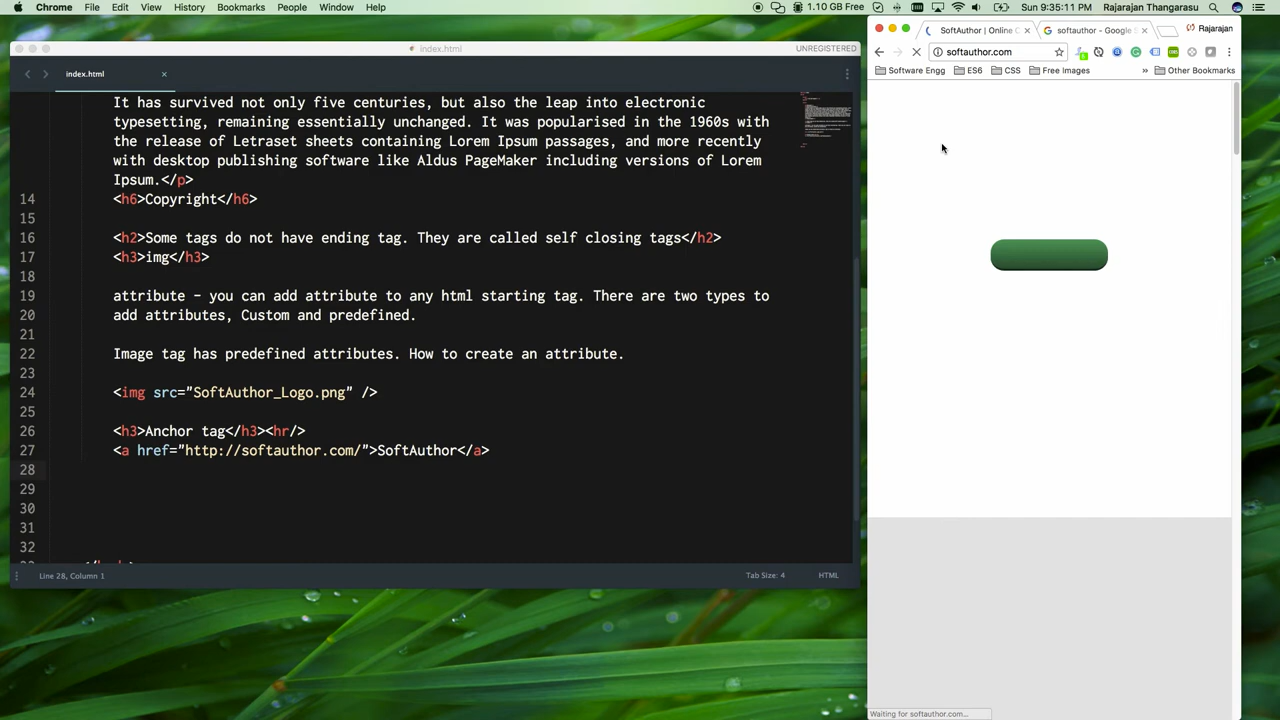 Chrome File Edit View History Bookmarks People Window Help
1.10 GB Free Sun 9:35:11 PM Rajarajan Thangarasu
index.html
UNREGISTERED
index.html ×
It has survived not only five centuries, but also the leap into electronic
typesetting, remaining essentially unchanged. It was popularised in the 1960s with
the release of Letraset sheets containing Lorem Ipsum passages, and more recently
with desktop publishing software like Aldus PageMaker including versions of Lorem
Ipsum.</p>
14 <h6>Copyright</h6>
15
16 <h2>Some tags do not have ending tag. They are called self closing tags</h2>
17 <h3>img</h3>
18
19 attribute - you can add attribute to any html starting tag. There are two types to
20 add attributes, Custom and predefined.
21
22 Image tag has predefined attributes. How to create an attribute.
23
24 <img src="SoftAuthor_Logo.png" />
25
26 <h3>Anchor tag</h3><hr/>
27 <a href="http://softauthor.com/">SoftAuthor</a>
28
29
30
31
32
Line 28, Column 1
Tab Size: 4
HTML
SoftAuthor | Online C
softauthor - Google S
Rajarajan
softauthor.com
Software Engg ES6 CSS Free Images » Other Bookmarks
Waiting for softauthor.com...